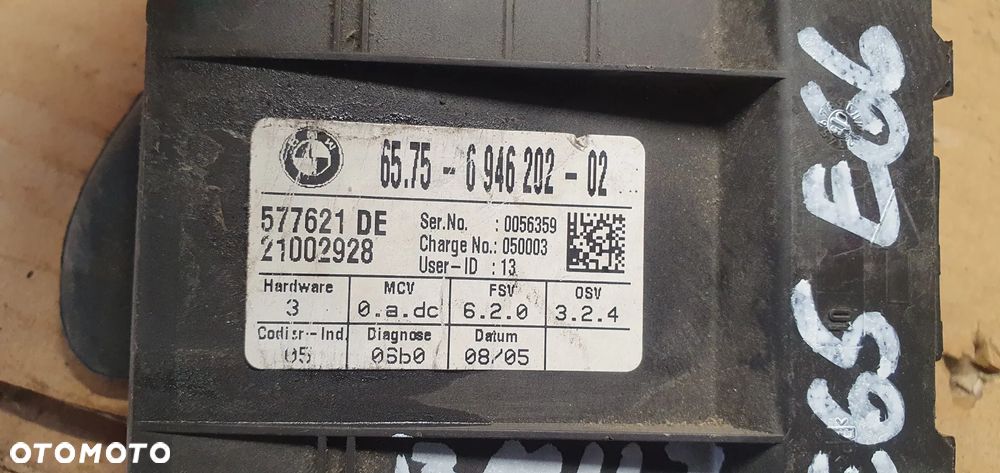 BMW
65.75 - 6 946 202 - 02
577621 DE
21002928
Ser.No. : 0056359
Charge No.: 050003
User-ID : 13
Hardware MCV FSV OSV
3 0.a.dc 6.2.0 3.2.4
Diagnose Datum
05 06b0 08/05
E65 E66
OTOMOTO